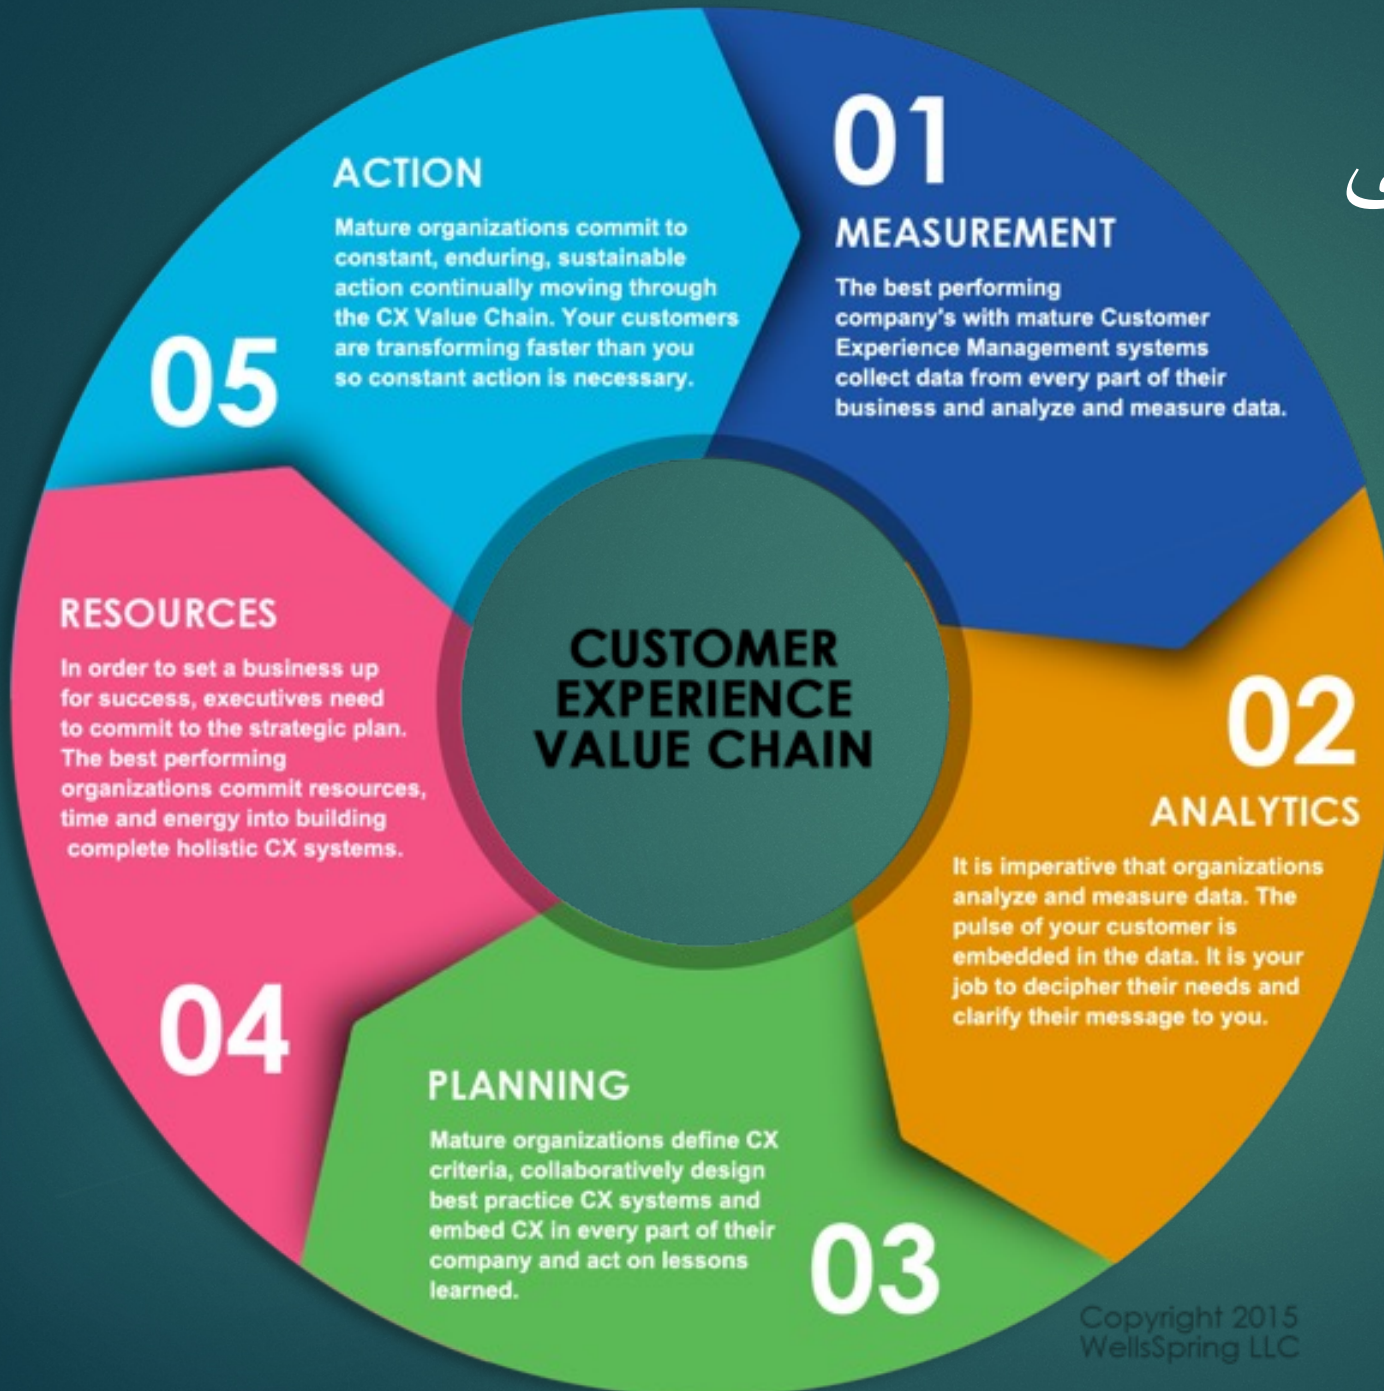 CUSTOMER
EXPERIENCE
VALUE CHAIN
01
MEASUREMENT
The best performing
company's with mature Customer
Experience Management systems
collect data from every part of their
business and analyze and measure data.
02
ANALYTICS
It is imperative that organizations
analyze and measure data. The
pulse of your customer is
embedded in the data. It is your
job to decipher their needs and
clarify their message to you.
PLANNING
Mature organizations define CX
criteria, collaboratively design
best practice CX systems and
embed CX in every part of their
company and act on lessons
learned.
03
RESOURCES
In order to set a business up
for success, executives need
to commit to the strategic plan.
The best performing
organizations commit resources,
time and energy into building
complete holistic CX systems.
04
ACTION
Mature organizations commit to
constant, enduring, sustainable
action continually moving through
the CX Value Chain. Your customers
are transforming faster than you
so constant action is necessary.
05
Copyright 2015
WellsSpring LLC